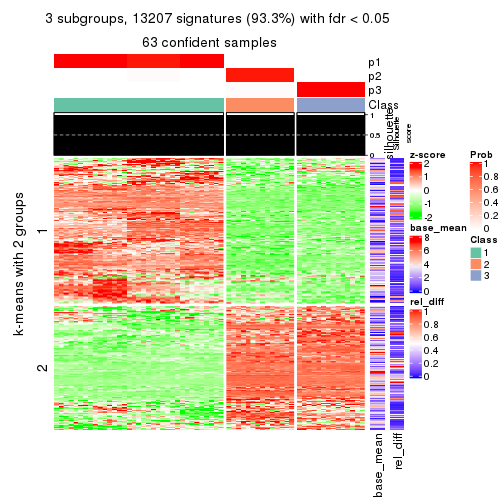 3 subgroups, 13207 signatures (93.3%) with fdr < 0.05
63 confident samples
p1
p2
p3
Class
1
0.5
0
silhouette
Silhouette
score
k-means with 2 groups
1
2
base_mean
rel_diff
z-score
2
1
0
-1
-2
base_mean
8
6
4
2
0
rel_diff
1
0.8
0.6
0.4
0.2
0
Prob
1
0.8
0.6
0.4
0.2
0
Class
1
2
3